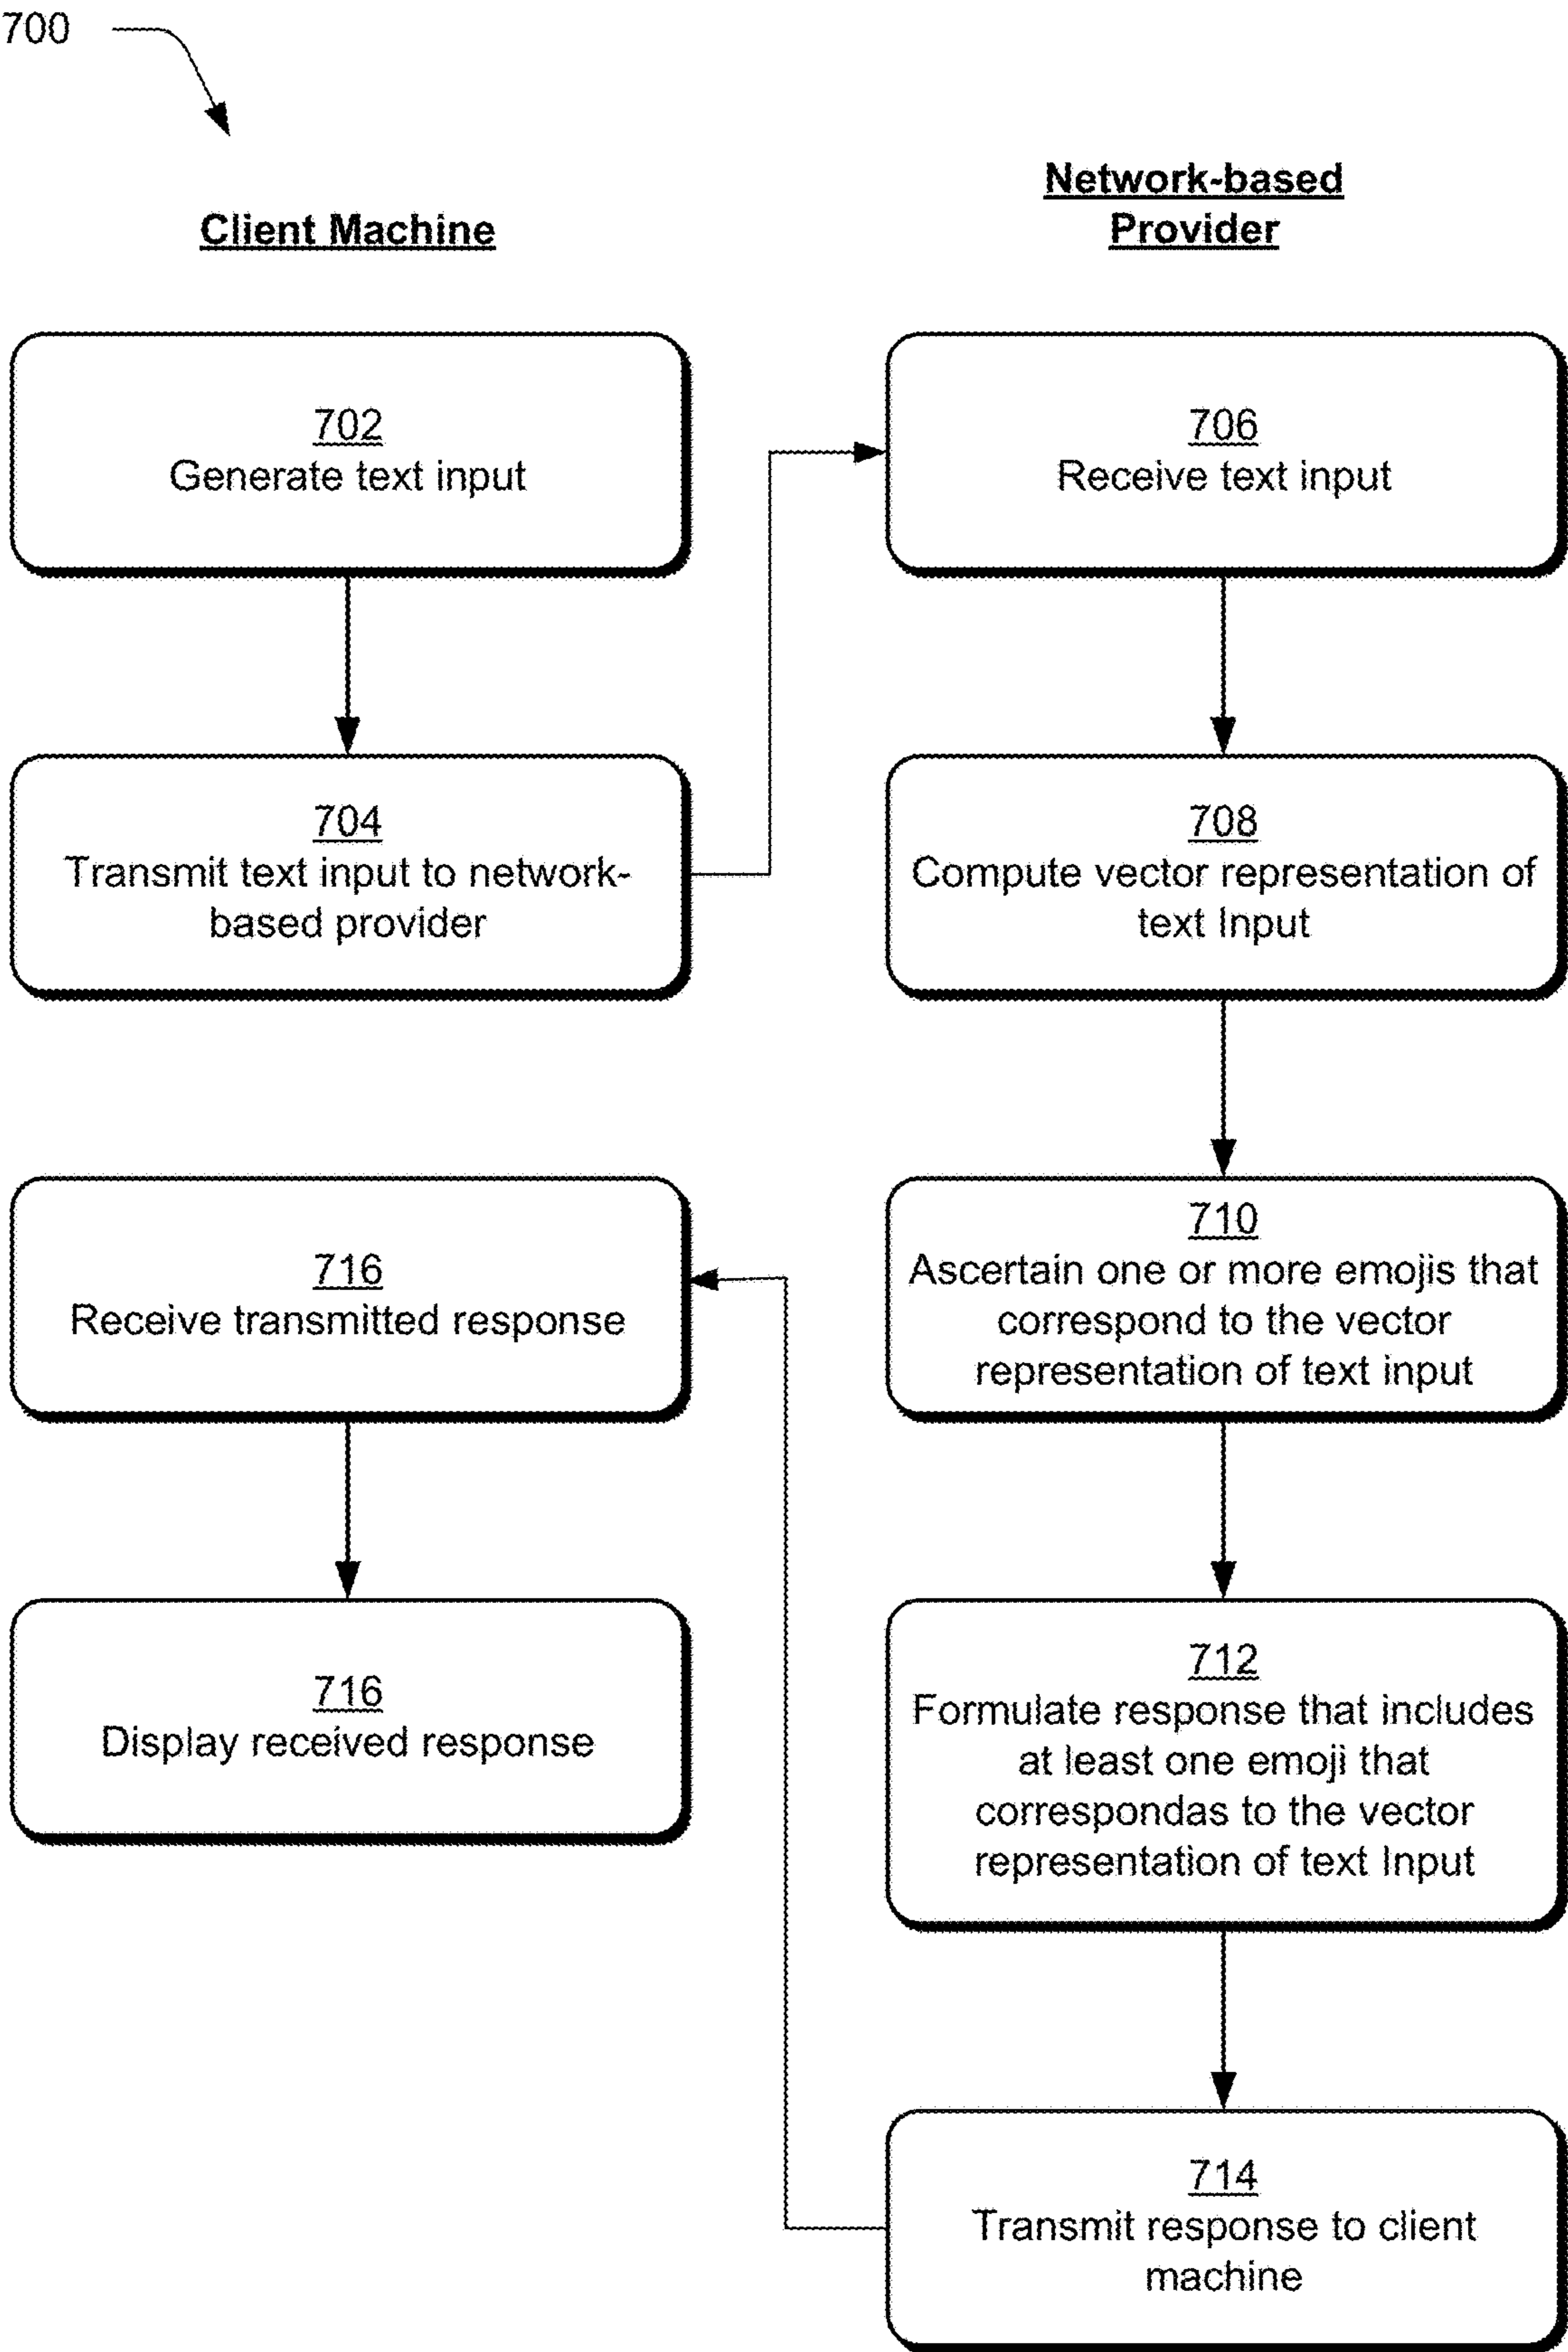 700
Client Machine
Network-based
Provider
702
Generate text input
704
Transmit text input to network-
based provider
706
Receive text input
708
Compute vector representation of
text Input
710
Ascertain one or more emojis that
correspond to the vector
representation of text input
712
Formulate response that includes
at least one emoji that
correspondas to the vector
representation of text Input
714
Transmit response to client
machine
716
Receive transmitted response
716
Display received response